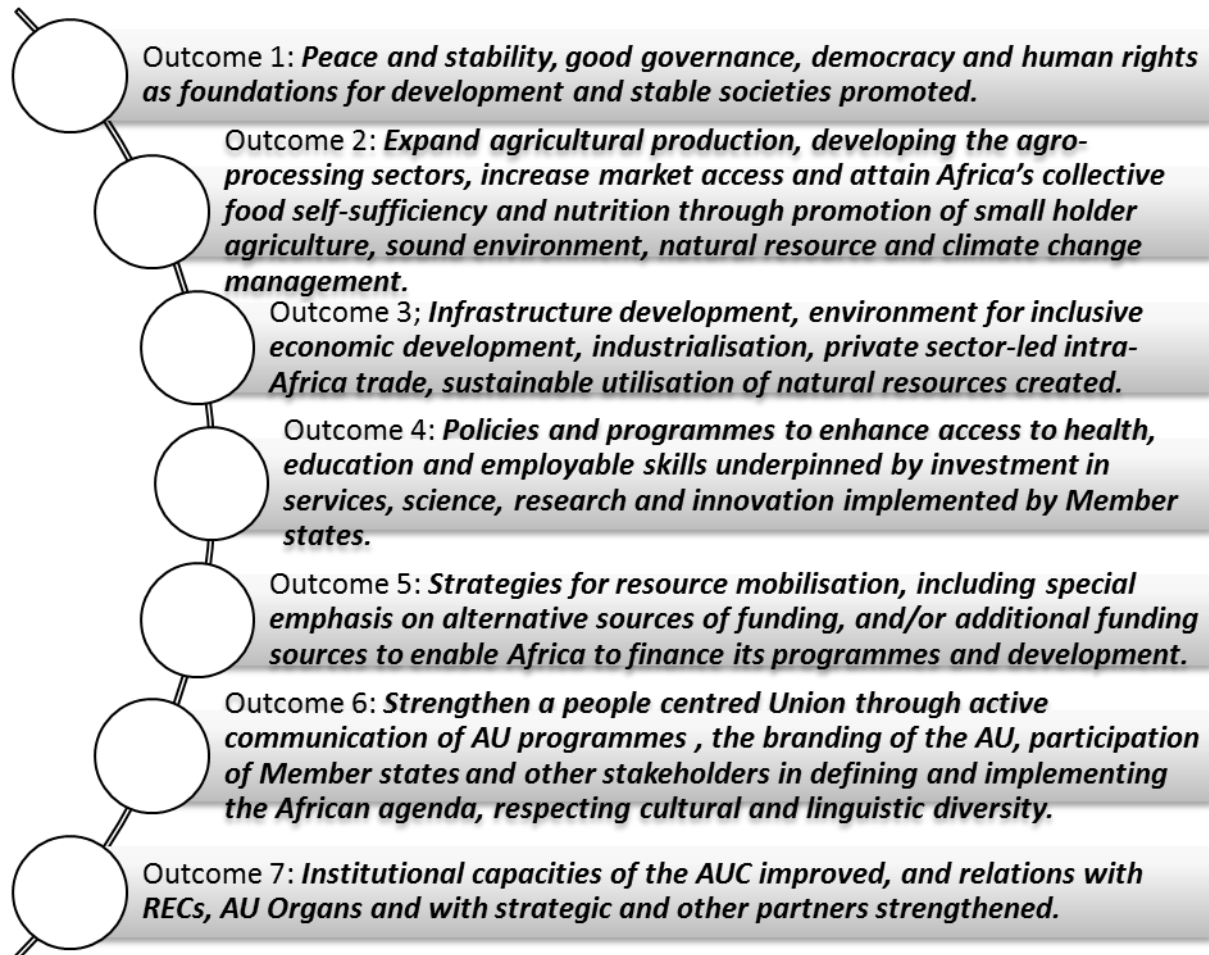 Outcome 1: Peace and stability, good governance, democracy and human rights
as foundations for development and stable societies promoted.
Outcome 2: Expand agricultural production, developing the agro-
processing sectors, increase market access and attain Africa’s collective
food self-sufficiency and nutrition through promotion of small holder
agriculture, sound environment, natural resource and climate change
management.
Outcome 3; Infrastructure development, environment for inclusive
economic development, industrialisation, private sector-led intra-
Africa trade, sustainable utilisation of natural resources created.
Outcome 4: Policies and programmes to enhance access to health,
education and employable skills underpinned by investment in
services, science, research and innovation implemented by Member
states.
Outcome 5: Strategies for resource mobilisation, including special
emphasis on alternative sources of funding, and/or additional funding
sources to enable Africa to finance its programmes and development.
Outcome 6: Strengthen a people centred Union through active
communication of AU programmes , the branding of the AU, participation
of Member states and other stakeholders in defining and implementing
the African agenda, respecting cultural and linguistic diversity.
Outcome 7: Institutional capacities of the AUC improved, and relations with
RECs, AU Organs and with strategic and other partners strengthened.